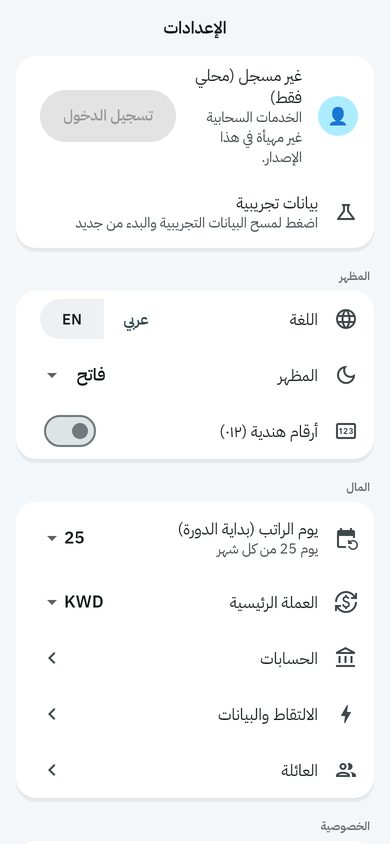 الإعدادات
غير مسجل (محلي
فقط)
الخدمات السحابية
غير مهيأة في هذا
الإصدار.
تسجيل الدخول
بيانات تجريبية
اضغط لمسح البيانات التجريبية والبدء من جديد
المظهر
اللغة
عربي
EN
المظهر
فاتح
أرقام هندية (٠١٢)
123
المال
يوم الراتب (بداية الدورة)
يوم 25 من كل شهر
25
العملة الرئيسية
KWD
الحسابات
الالتقاط والبيانات
العائلة
الخصوصية